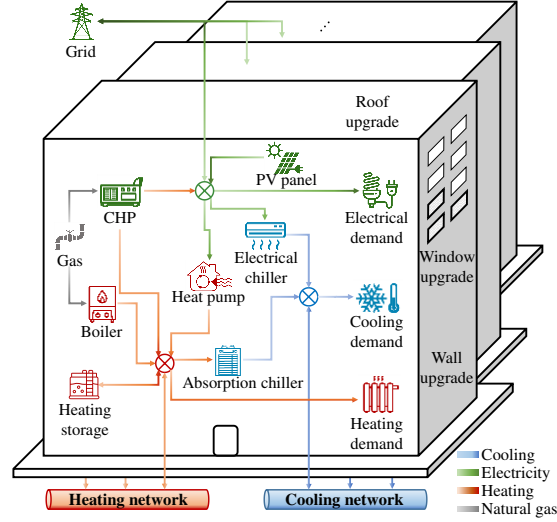 Grid
Roof
upgrade
PV panel
CHP
Electrical
demand
Gas
Electrical
chiller
Window
upgrade
Heat pump
Boiler
Cooling
demand
Absorption chiller
Wall
upgrade
Heating
storage
Heating
demand
Cooling
Electricity
Heating
Natural gas
Heating network
Cooling network